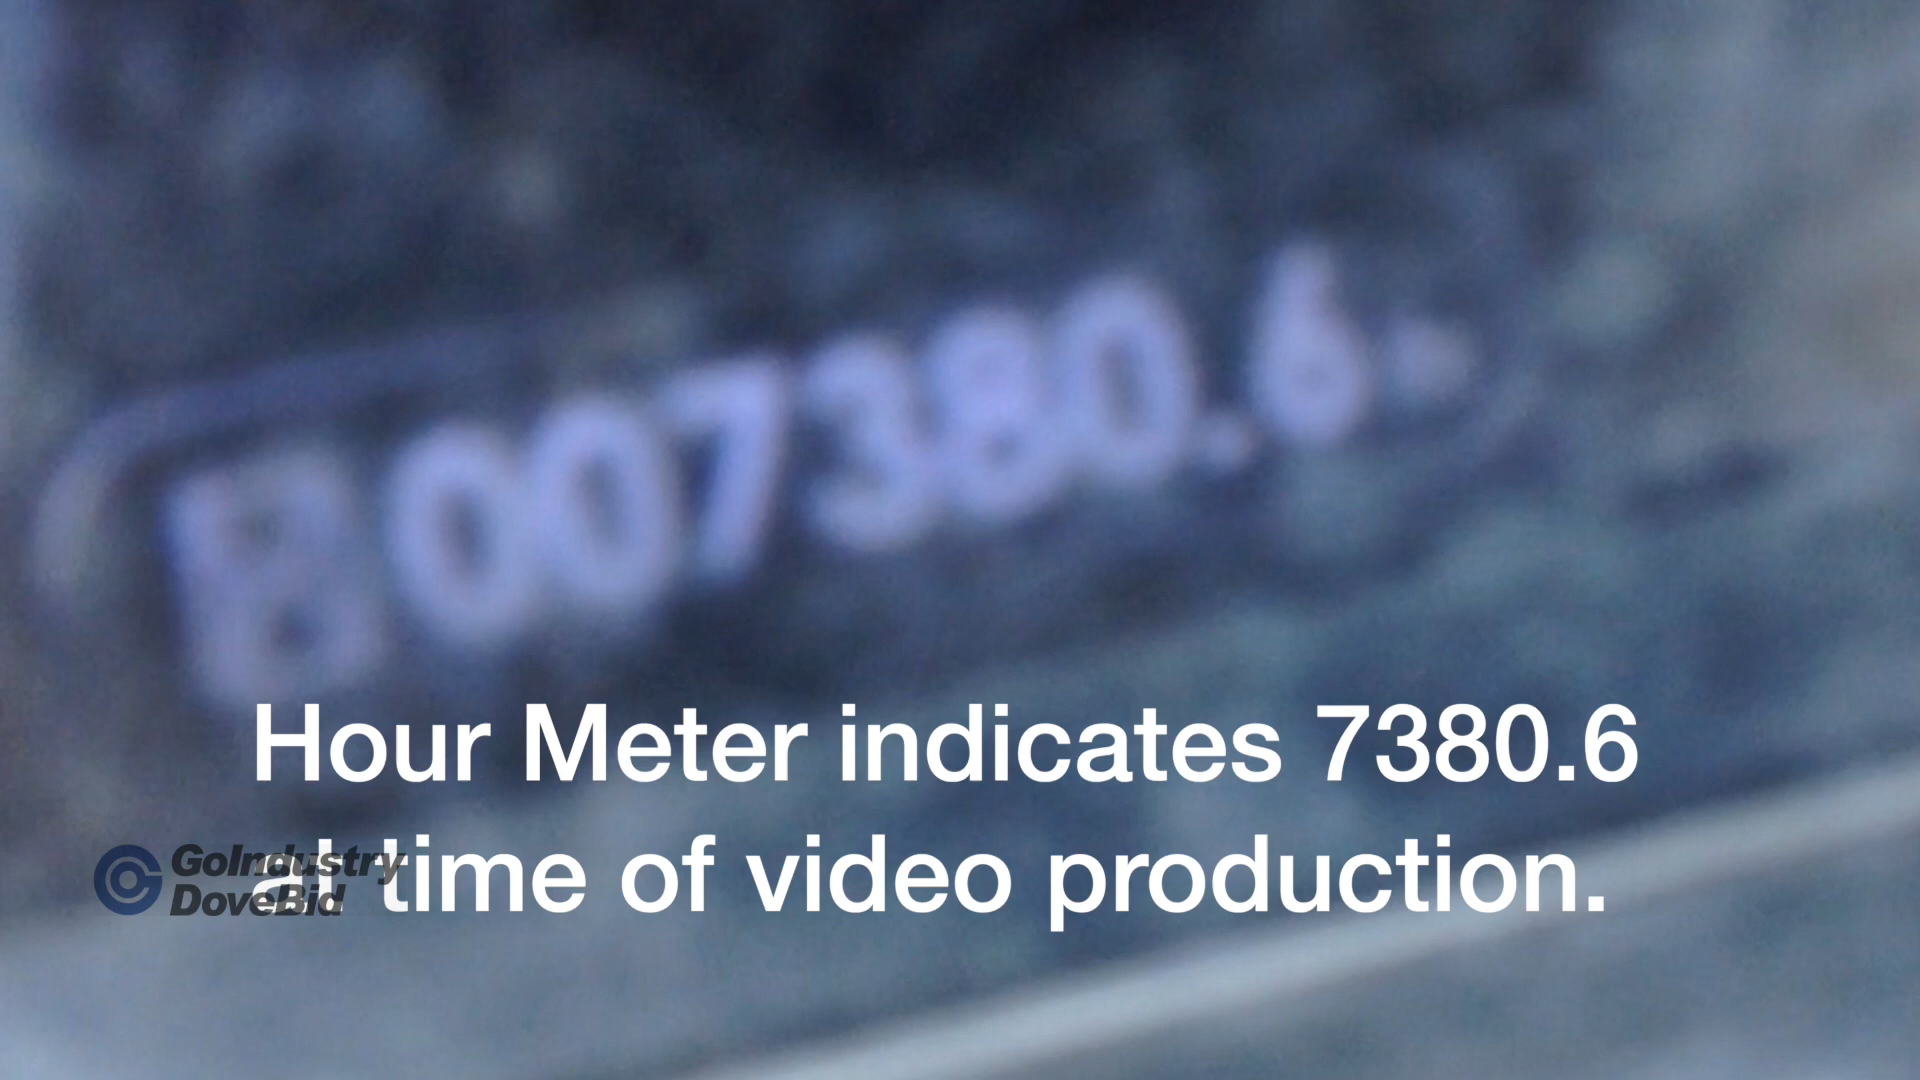 007380.6
Hour Meter indicates 7380.6
at time of video production.
GoIndustry
DoveBid